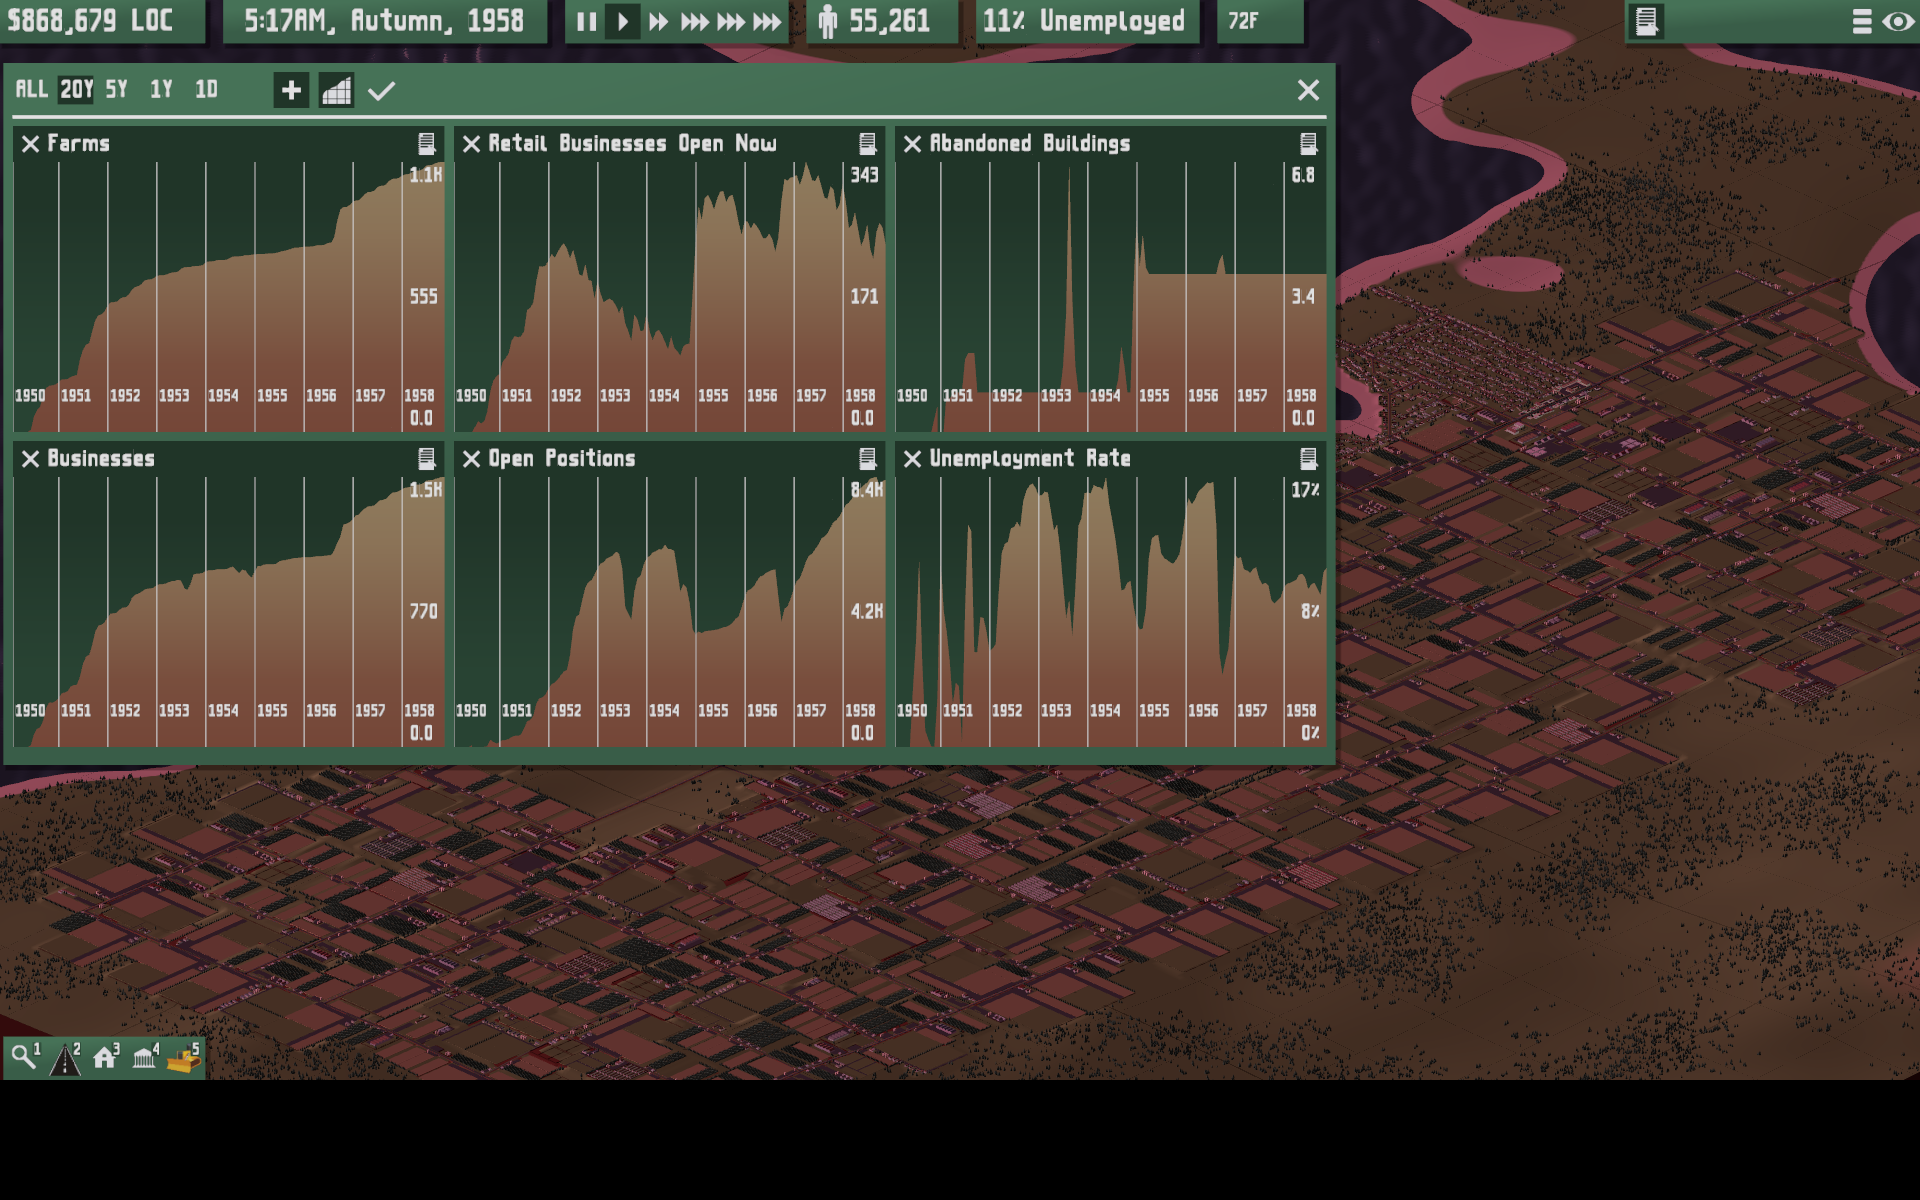 $868,679 LOC 5:17AM, Autumn, 1958 55,261 11% Unemployed 72F
ALL 20Y 5Y 1Y 1D
Farms
1.1K
555
1950 1951 1952 1953 1954 1955 1956 1957 1958
0.0
Retail Businesses Open Now
343
171
1950 1951 1952 1953 1954 1955 1956 1957 1958
0.0
Abandoned Buildings
6.8
3.4
1950 1951 1952 1953 1954 1955 1956 1957 1958
0.0
Businesses
1.5K
770
1950 1951 1952 1953 1954 1955 1956 1957 1958
0.0
Open Positions
8.4K
4.2K
1950 1951 1952 1953 1954 1955 1956 1957 1958
0.0
Unemployment Rate
17%
8%
1950 1951 1952 1953 1954 1955 1956 1957 1958
0%
1 2 3 4 5